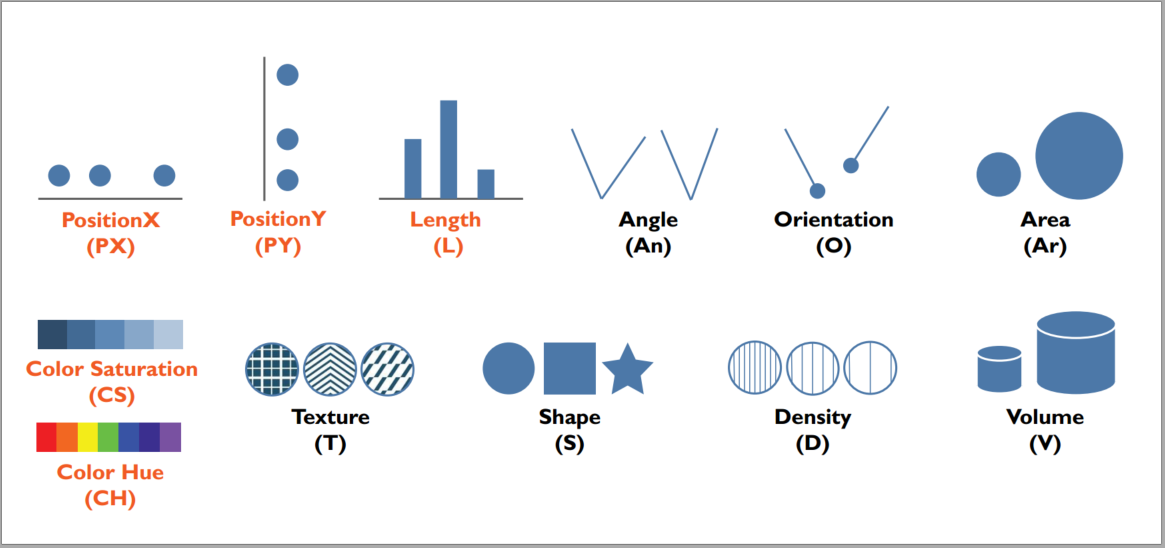 PositionX
(PX)
PositionY
(PY)
Length
(L)
Angle
(An)
Orientation
(O)
Area
(Ar)
Color Saturation
(CS)
Color Hue
(CH)
Texture
(T)
Shape
(S)
Density
(D)
Volume
(V)